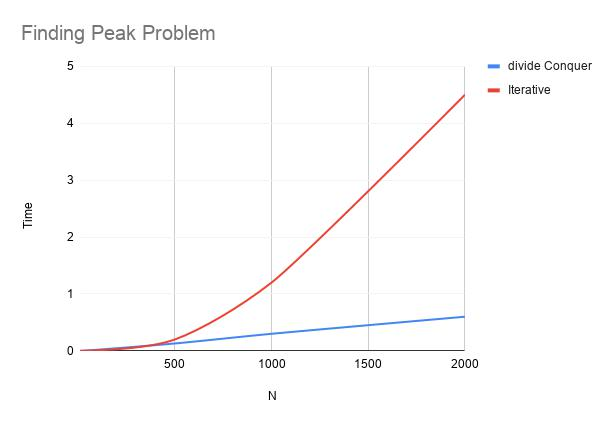 Finding Peak Problem
divide Conquer
Iterative
Time
5
4
3
2
1
0
500 1000 1500 2000
N